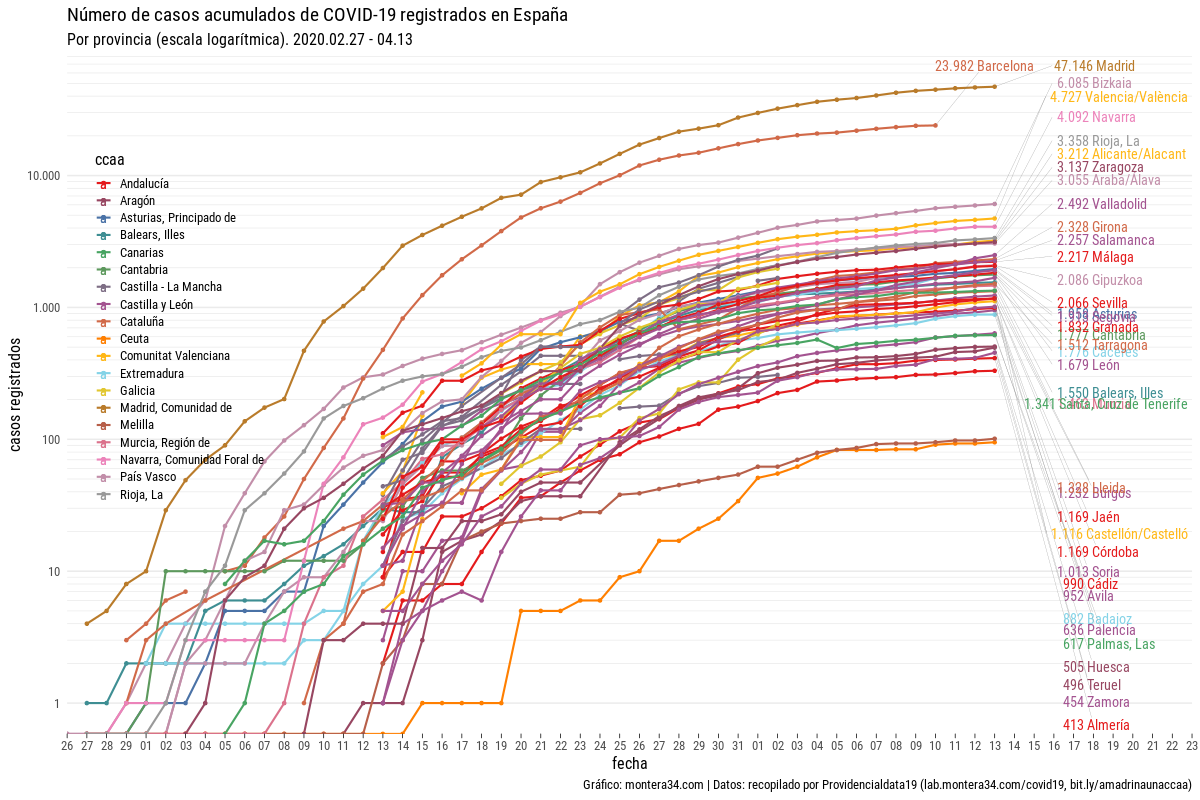 Número de casos acumulados de COVID-19 registrados en España
Por provincia (escala logarítmica). 2020.02.27 - 04.13
23.982 Barcelona
47.146 Madrid
6.085 Bizkaia
4.727 Valencia/València
4.092 Navarra
3.358 Rioja, La
3.212 Alicante/Alacant
3.137 Zaragoza
3.055 Araba/Álava
2.492 Valladolid
2.328 Girona
2.257 Salamanca
2.217 Málaga
2.086 Gipuzkoa
2.066 Sevilla
Asturias
Segovia
1.832 Granada
Cantabria
1.512 Tarragona
1.776 Cáceres
1.679 León
1.550 Balears, Illes
1.341 Santa Cruz de Tenerife
Lleida
1.232 Burgos
1.169 Jaén
1.116 Castellón/Castelló
1.169 Córdoba
1.013 Soria
990 Cádiz
952 Ávila
882 Badajoz
636 Palencia
617 Palmas, Las
505 Huesca
496 Teruel
454 Zamora
413 Almería
ccaa
Andalucía
Aragón
Asturias, Principado de
Balears, Illes
Canarias
Cantabria
Castilla - La Mancha
Castilla y León
Cataluña
Ceuta
Comunitat Valenciana
Extremadura
Galicia
Madrid, Comunidad de
Melilla
Murcia, Región de
Navarra, Comunidad Foral de
País Vasco
Rioja, La
casos registrados
10.000
1.000
100
10
1
26 27 28 29 01 02 03 04 05 06 07 08 09 10 11 12 13 14 15 16 17 18 19 20 21 22 23 24 25 26 27 28 29 30 31 01 02 03 04 05 06 07 08 09 10 11 12 13 14 15 16 17 18 19 20 21 22 23
fecha
Gráfico: montera34.com | Datos: recopilado por Providencialdata19 (lab.montera34.com/covid19, bit.ly/amadrinaunaccaa)